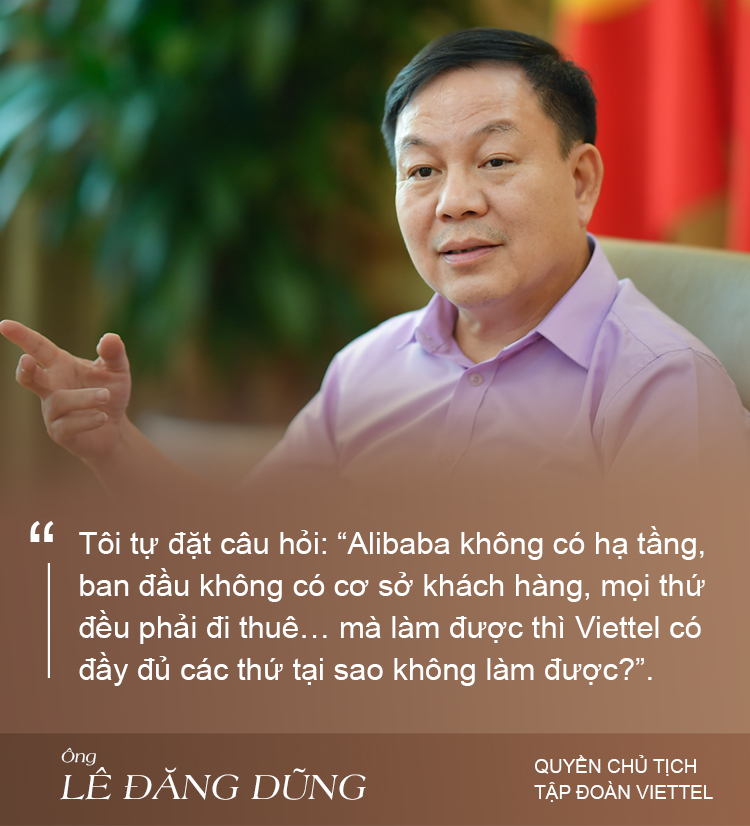 “
Tôi tự đặt câu hỏi: “Alibaba không có hạ tầng,
ban đầu không có cơ sở khách hàng, mọi thứ
đều phải đi thuê... mà làm được thì Viettel có
đầy đủ các thứ tại sao không làm được?”.
Ông
LÊ ĐĂNG DŨNG
QUYỀN CHỦ TỊCH
TẬP ĐOÀN VIETTEL